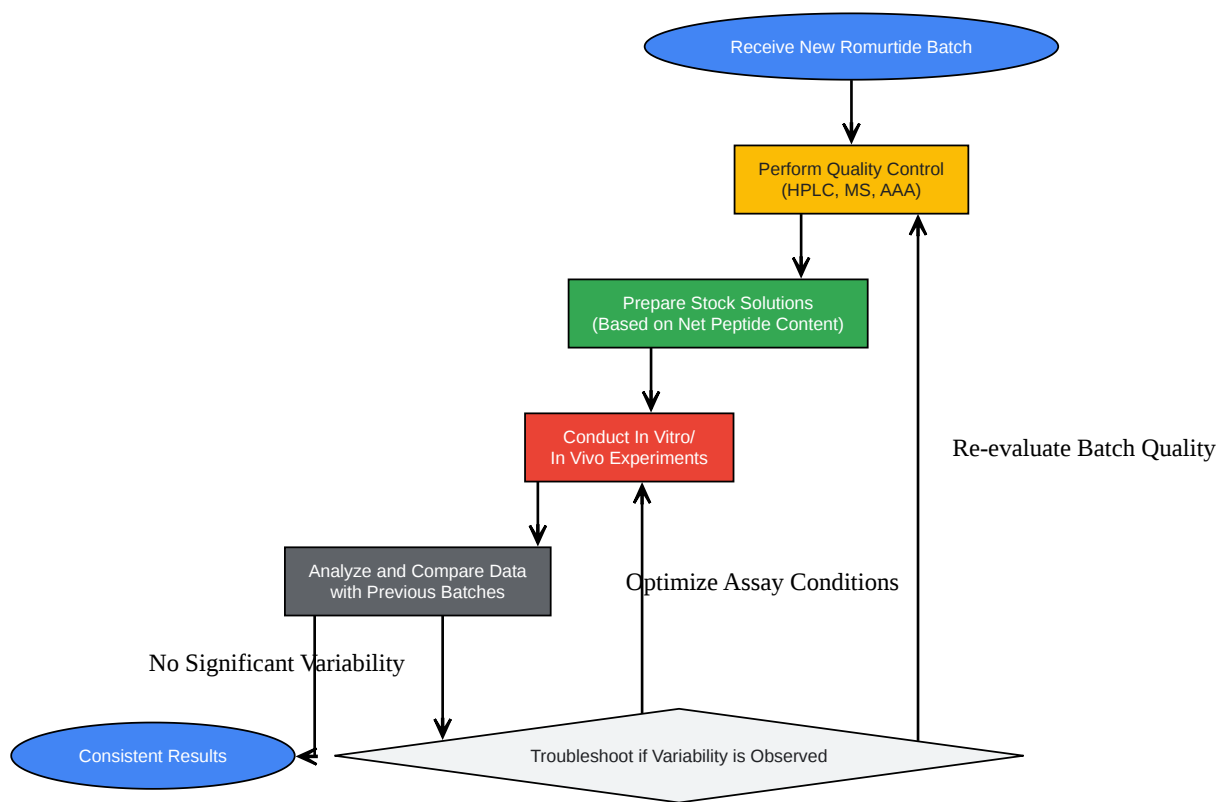 Receive New Romurtide Batch
Perform Quality Control
(HPLC, MS, AAA)
Prepare Stock Solutions
(Based on Net Peptide Content)
Conduct In Vitro/
In Vivo Experiments
Re-evaluate Batch Quality
Analyze and Compare Data
with Previous Batches
Optimize Assay Conditions
No Significant Variability
Consistent Results
Troubleshoot if Variability is Observed